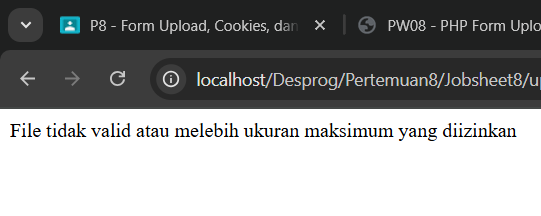 P8 - Form Upload, Cookies, dan
PW08 - PHP Form Uplo
localhost/Desprog/Pertemuan8/Jobsheet8/u
File tidak valid atau melebih ukuran maksimum yang diizinkan